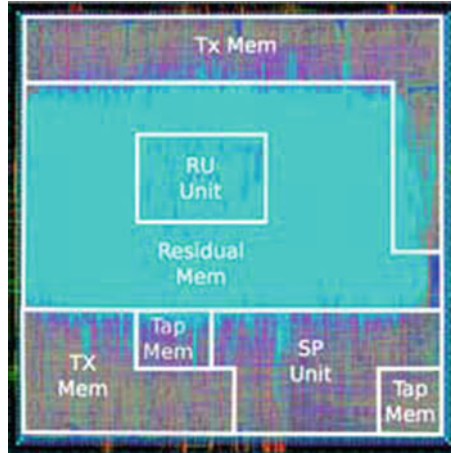 Tx Mem
RU
Unit
Residual
Mem
Tap
Mem
TX
Mem
SP
Unit
Tap
Mem